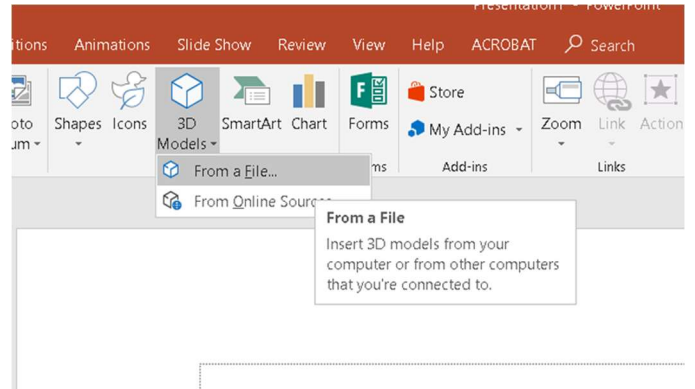 Presentation1 - PowerPoint
itions Animations Slide Show Review View Help ACROBAT Search
oto Shapes Icons 3D SmartArt Chart Forms Store Zoom Link Action
um Models My Add-ins
ms Add-ins Links
From a File...
From Online Sources
From a File
Insert 3D models from your
computer or from other computers
that you're connected to.